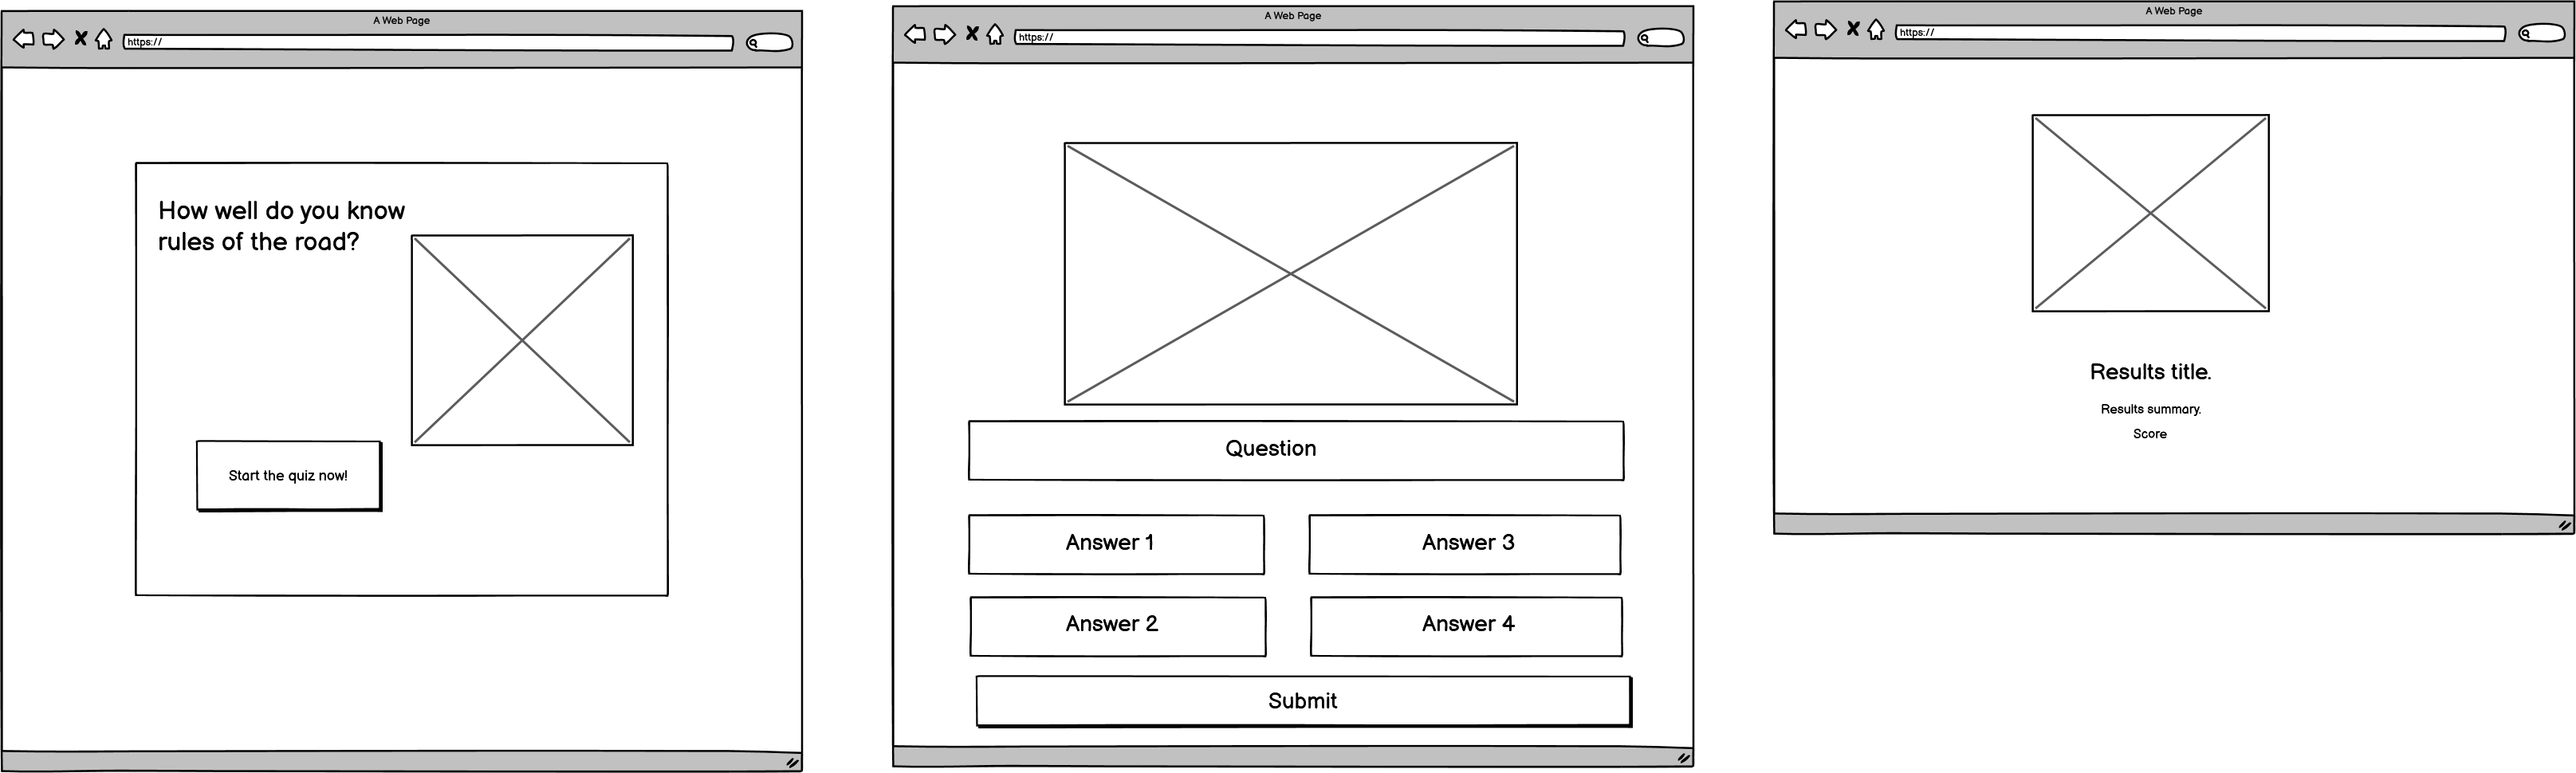 A Web Page
https://
How well do you know
rules of the road?
Start the quiz now!
A Web Page
https://
Question
Answer 1
Answer 3
Answer 2
Answer 4
Submit
A Web Page
https://
Results title.
Results summary.
Score